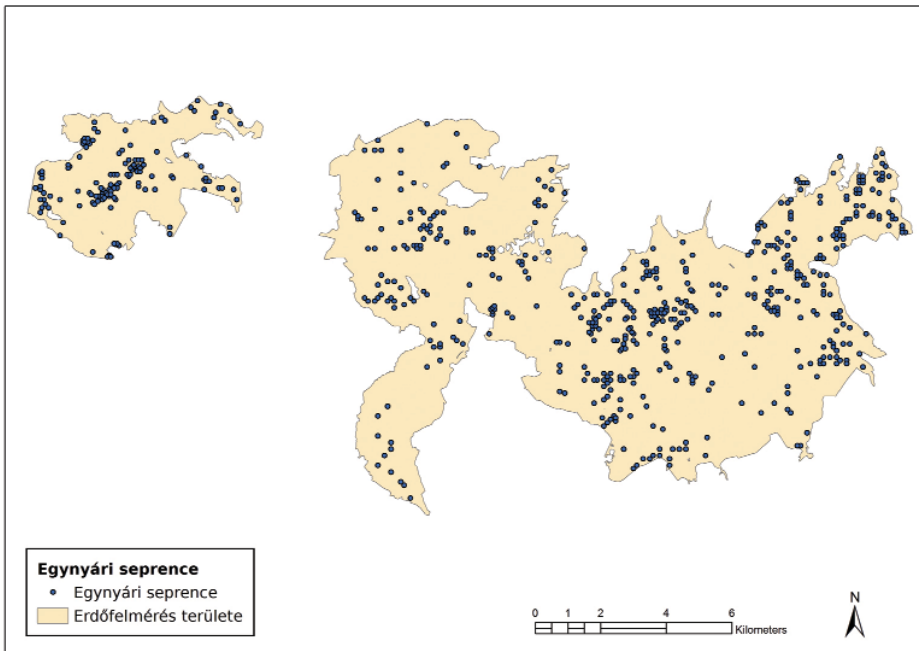 Egynyári seprence
Egynyári seprence
Erdőfelmérés területe
0 1 2 4 6
Kilometers
N